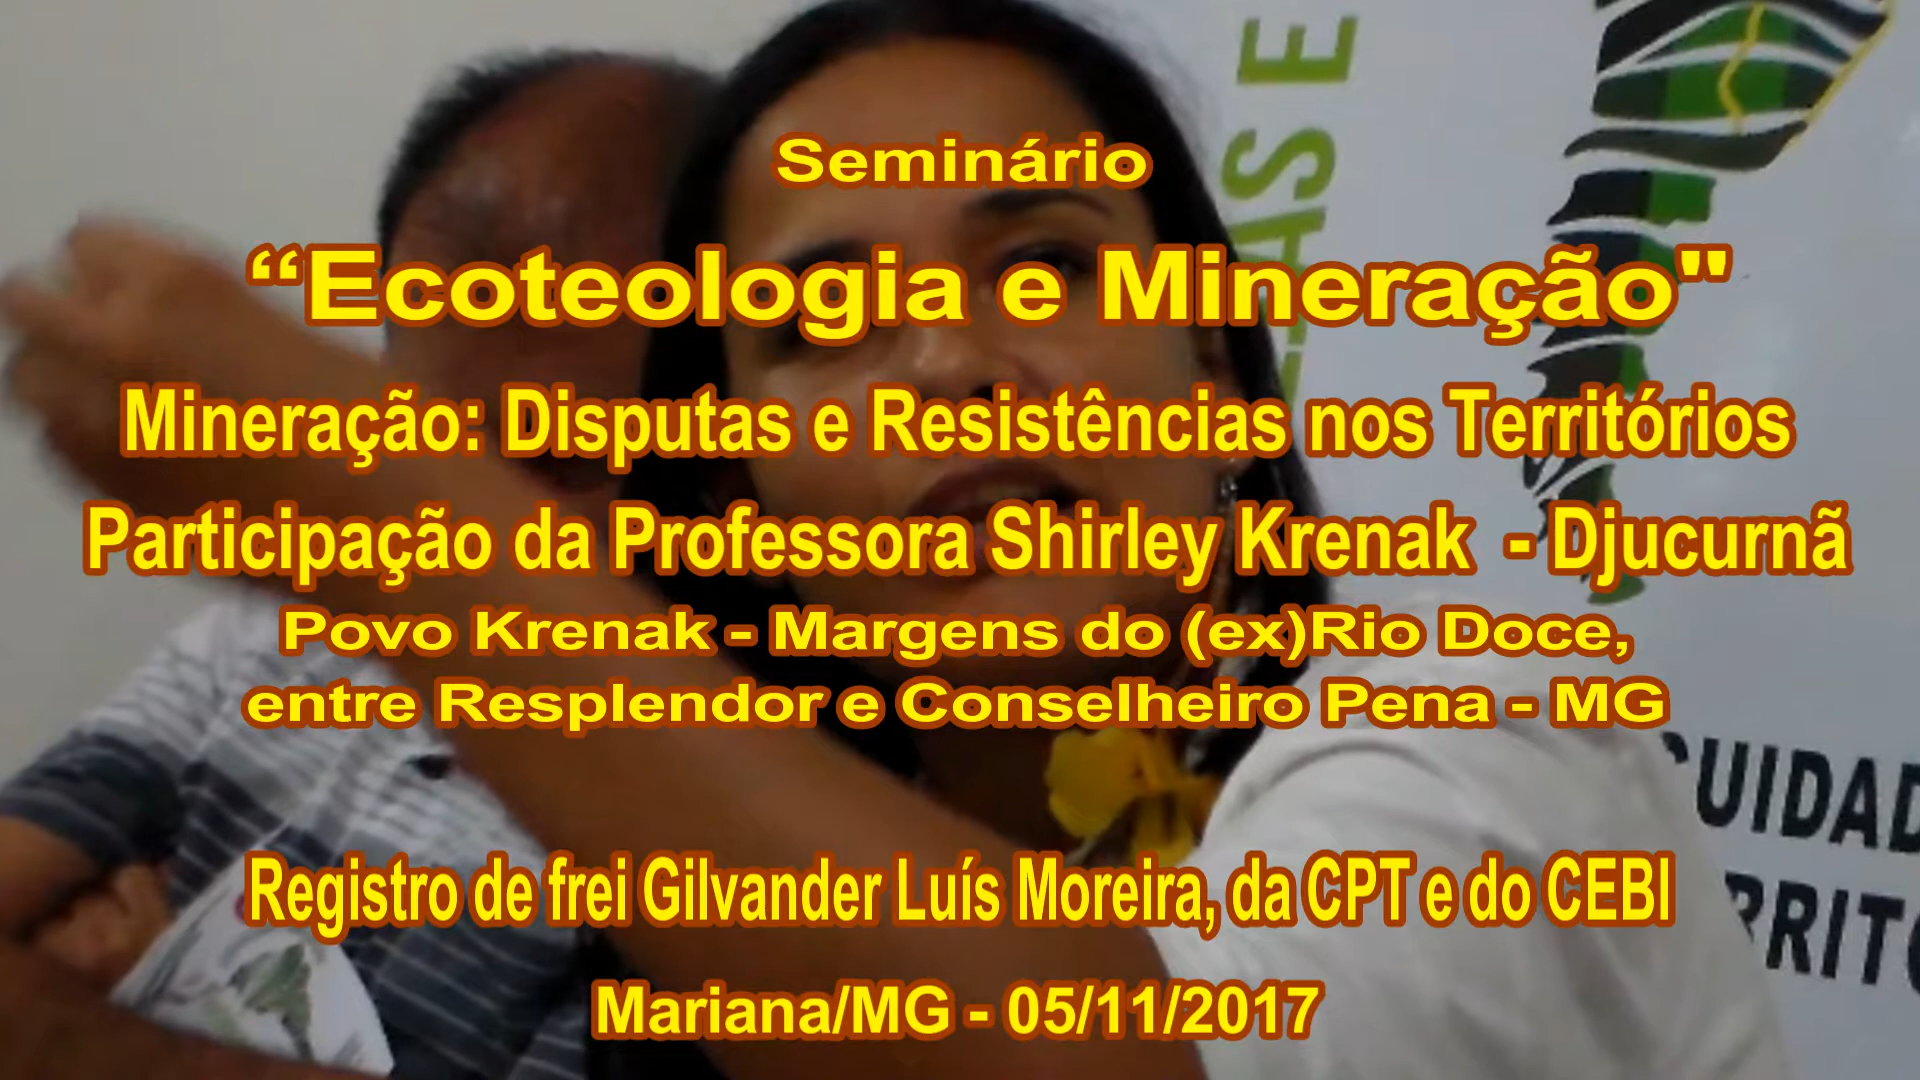 Seminário
“Ecoteologia e Mineração"
Mineração: Disputas e Resistências nos Territórios
Participação da Professora Shirley Krenak - Djucurnã
Povo Krenak - Margens do (ex)Rio Doce,
entre Resplendor e Conselheiro Pena - MG
Registro de frei Gilvander Luís Moreira, da CPT e do CEBI
Mariana/MG - 05/11/2017